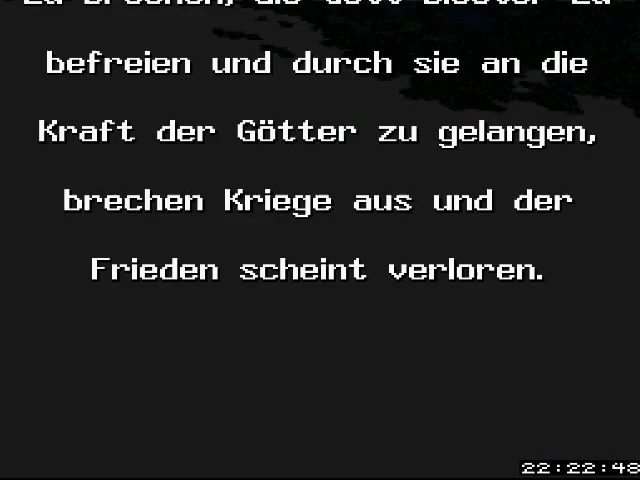 befreien und durch sie an die
Kraft der Götter zu gelangen,
brechen Kriege aus und der
Frieden scheint verloren.
22:22:48